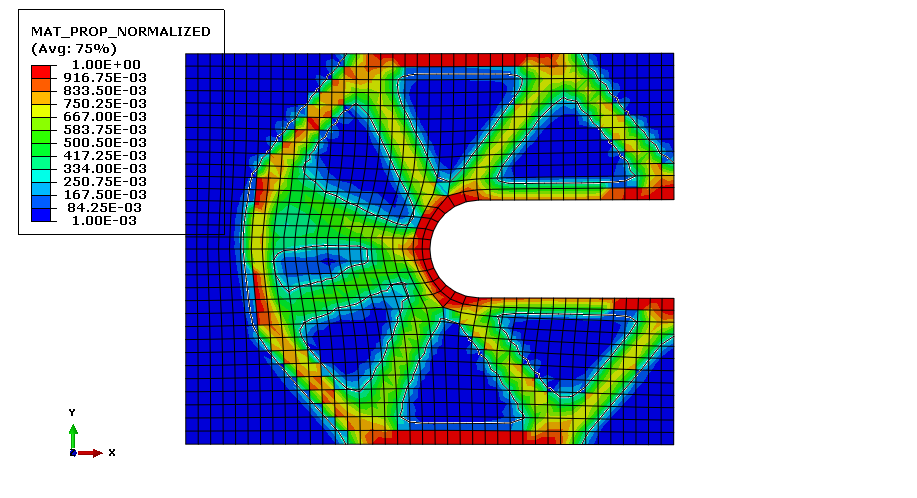 MAT_PROP_NORMALIZED
(Avg: 75%)
1.00E+00
916.75E-03
833.50E-03
750.25E-03
667.00E-03
583.75E-03
500.50E-03
417.25E-03
334.00E-03
250.75E-03
167.50E-03
84.25E-03
1.00E-03
Y
X